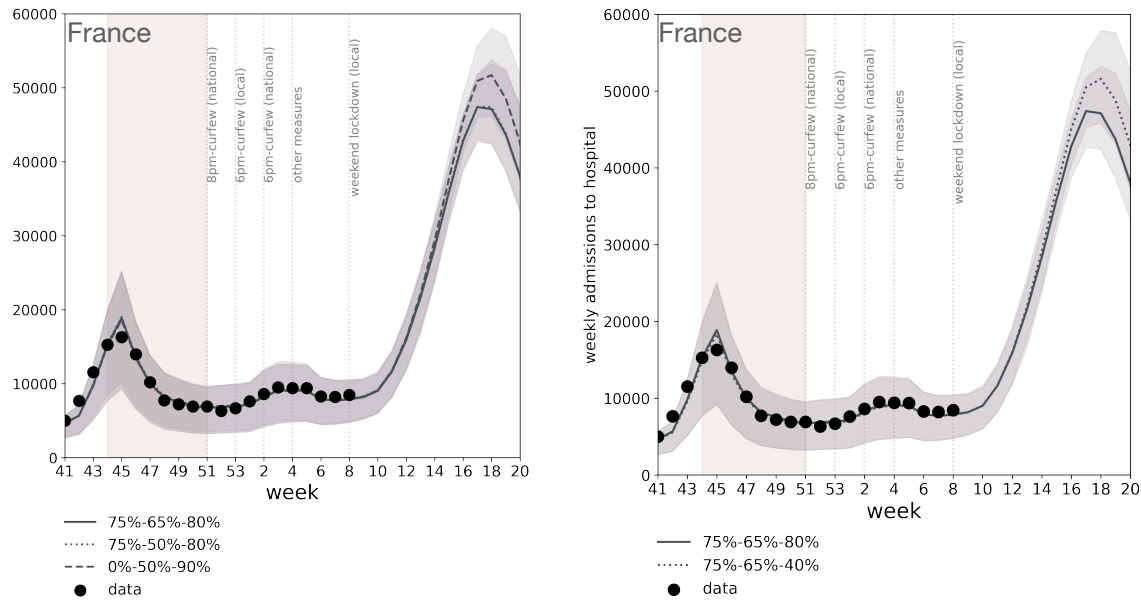 France
60000
50000
40000
30000
20000
10000
0
8pm-curfew (national)
6pm-curfew (local)
6pm-curfew (national)
other measures
weekend lockdown (local)
41 43 45 47 49 51 53 2 4 6 8 10 12 14 16 18 20
week
75%-65%-80%
75%-50%-80%
0%-50%-90%
data
France
weekly admissions to hospital
60000
50000
40000
30000
20000
10000
0
8pm-curfew (national)
6pm-curfew (local)
6pm-curfew (national)
other measures
weekend lockdown (local)
41 43 45 47 49 51 53 2 4 6 8 10 12 14 16 18 20
week
75%-65%-80%
75%-65%-40%
data